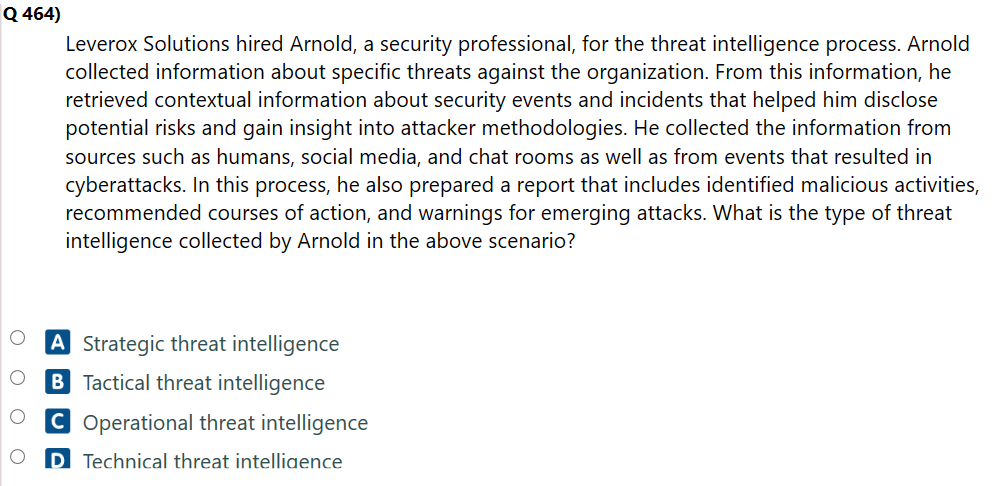 Q 464)
Leverox Solutions hired Arnold, a security professional, for the threat intelligence process. Arnold
collected information about specific threats against the organization. From this information, he
retrieved contextual information about security events and incidents that helped him disclose
potential risks and gain insight into attacker methodologies. He collected the information from
sources such as humans, social media, and chat rooms as well as from events that resulted in
cyberattacks. In this process, he also prepared a report that includes identified malicious activities,
recommended courses of action, and warnings for emerging attacks. What is the type of threat
intelligence collected by Arnold in the above scenario?
A Strategic threat intelligence
B Tactical threat intelligence
C Operational threat intelligence
D Technical threat intelligence